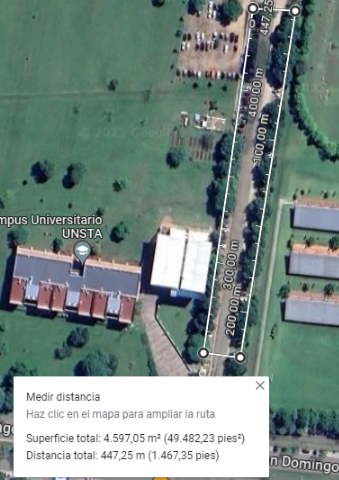 447,25
400,00 m
100,00 m
© 2023 Google
mpus Universitario
UNSTA
300,00 m
200,00 m
Medir distancia
Haz clic en el mapa para ampliar la ruta
Superficie total: 4.597,05 m² (49.482,23 pies²)
Distancia total: 447,25 m (1.467,35 pies)
n Domingo